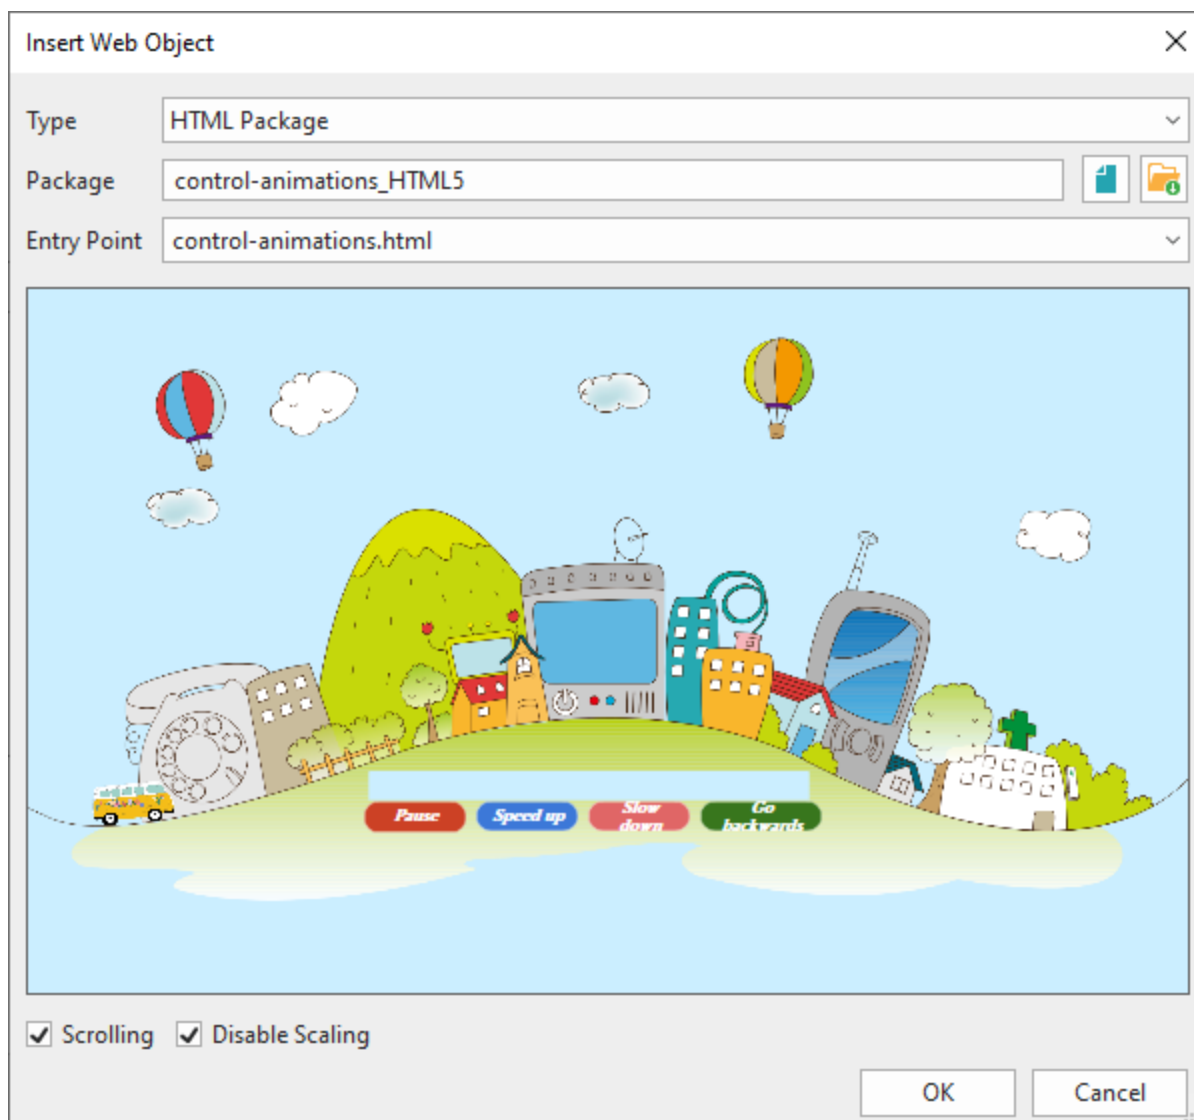 Insert Web Object
Type HTML Package
Package control-animations_HTML5
Entry Point control-animations.html
Pause Speed up Slow down Go backwards
Scrolling Disable Scaling
OK Cancel